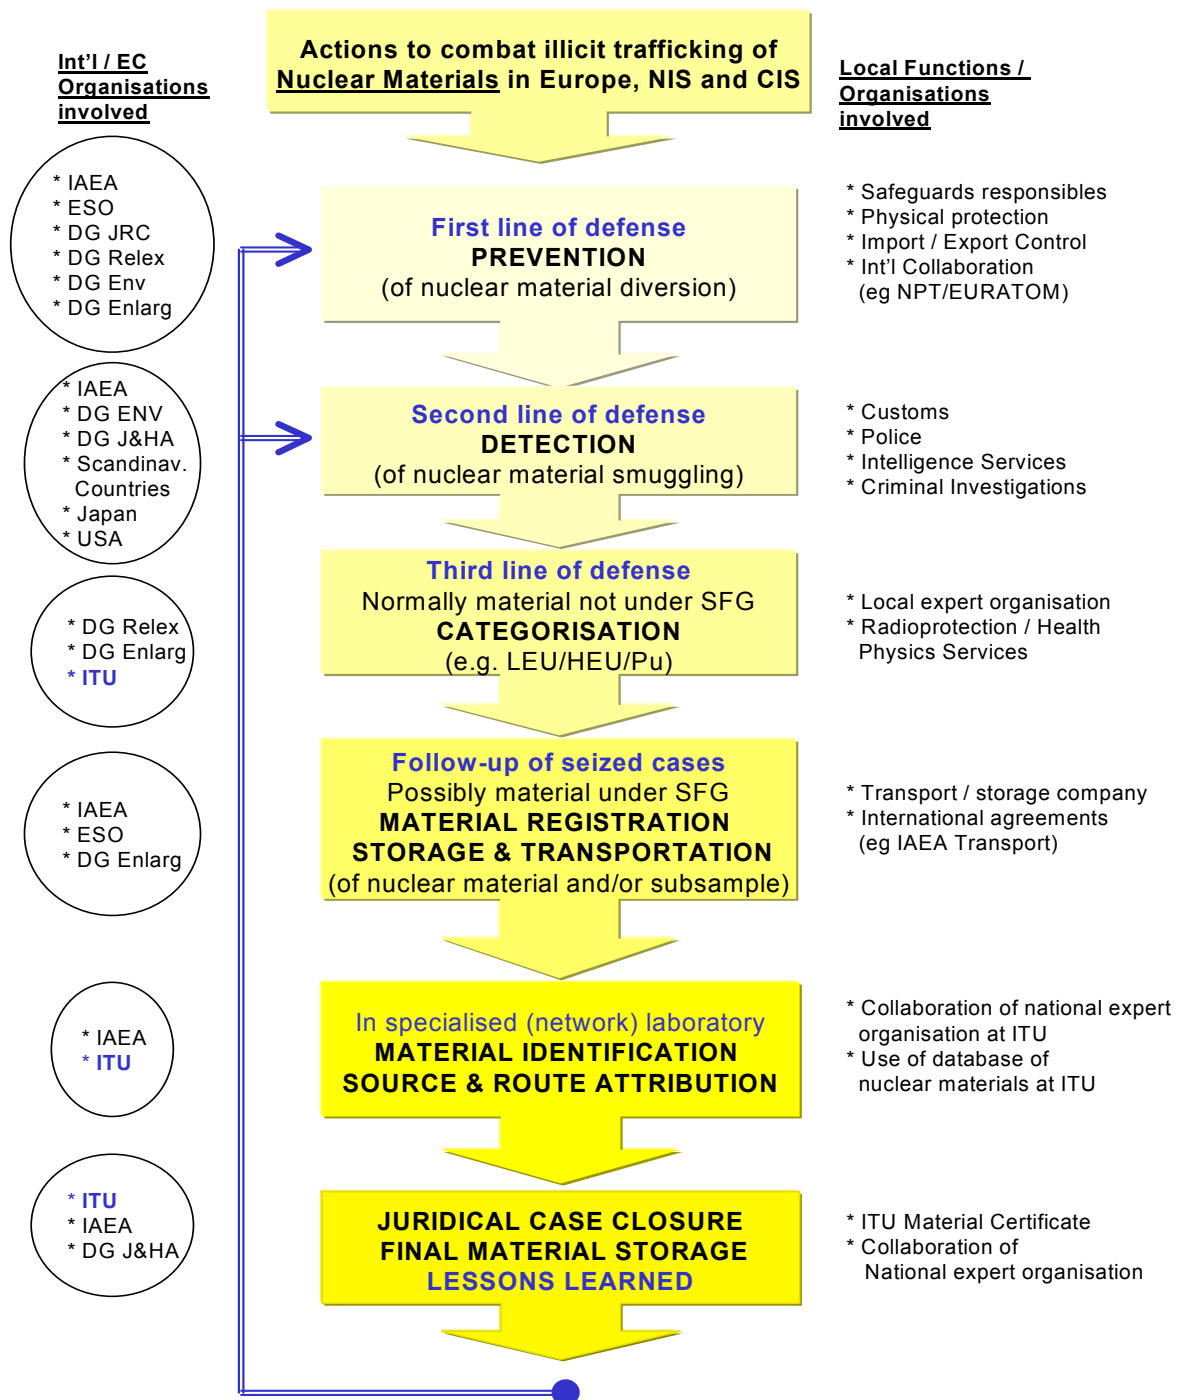 Actions to combat illicit trafficking of
Nuclear Materials in Europe, NIS and CIS
Int'l / EC
Organisations
involved
Local Functions /
Organisations
involved
* IAEA
* ESO
* DG JRC
* DG Relex
* DG Env
* DG Enlarg
First line of defense
PREVENTION
(of nuclear material diversion)
* Safeguards responsibles
* Physical protection
* Import / Export Control
* Int'l Collaboration
(eg NPT/EURATOM)
* IAEA
* DG ENV
* DG J&HA
* Scandinav.
Countries
* Japan
* USA
Second line of defense
DETECTION
(of nuclear material smuggling)
* Customs
* Police
* Intelligence Services
* Criminal Investigations
* DG Relex
* DG Enlarg
* ITU
Third line of defense
Normally material not under SFG
CATEGORISATION
(e.g. LEU/HEU/Pu)
* Local expert organisation
* Radioprotection / Health
Physics Services
* IAEA
* ESO
* DG Enlarg
Follow-up of seized cases
Possibly material under SFG
MATERIAL REGISTRATION
STORAGE & TRANSPORTATION
(of nuclear material and/or subsample)
* Transport / storage company
* International agreements
(eg IAEA Transport)
* IAEA
* ITU
In specialised (network) laboratory
MATERIAL IDENTIFICATION
SOURCE & ROUTE ATTRIBUTION
* Collaboration of national expert
organisation at ITU
* Use of database of
nuclear materials at ITU
* ITU
* IAEA
* DG J&HA
JURIDICAL CASE CLOSURE
FINAL MATERIAL STORAGE
LESSONS LEARNED
* ITU Material Certificate
* Collaboration of
National expert organisation